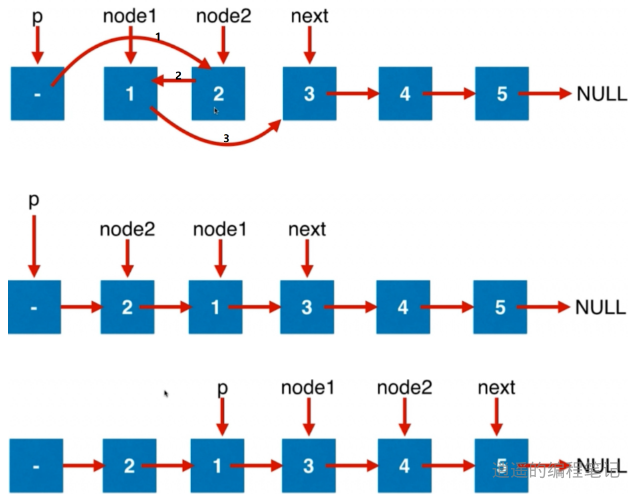 p node1 node2 next
1
2
- 1 2 3 4 5 NULL
3
p
node2 node1 next
- 2 1 3 4 5 NULL
p node1 node2 next
- 2 1 3 4 5 NULL
逍遥的编程笔记